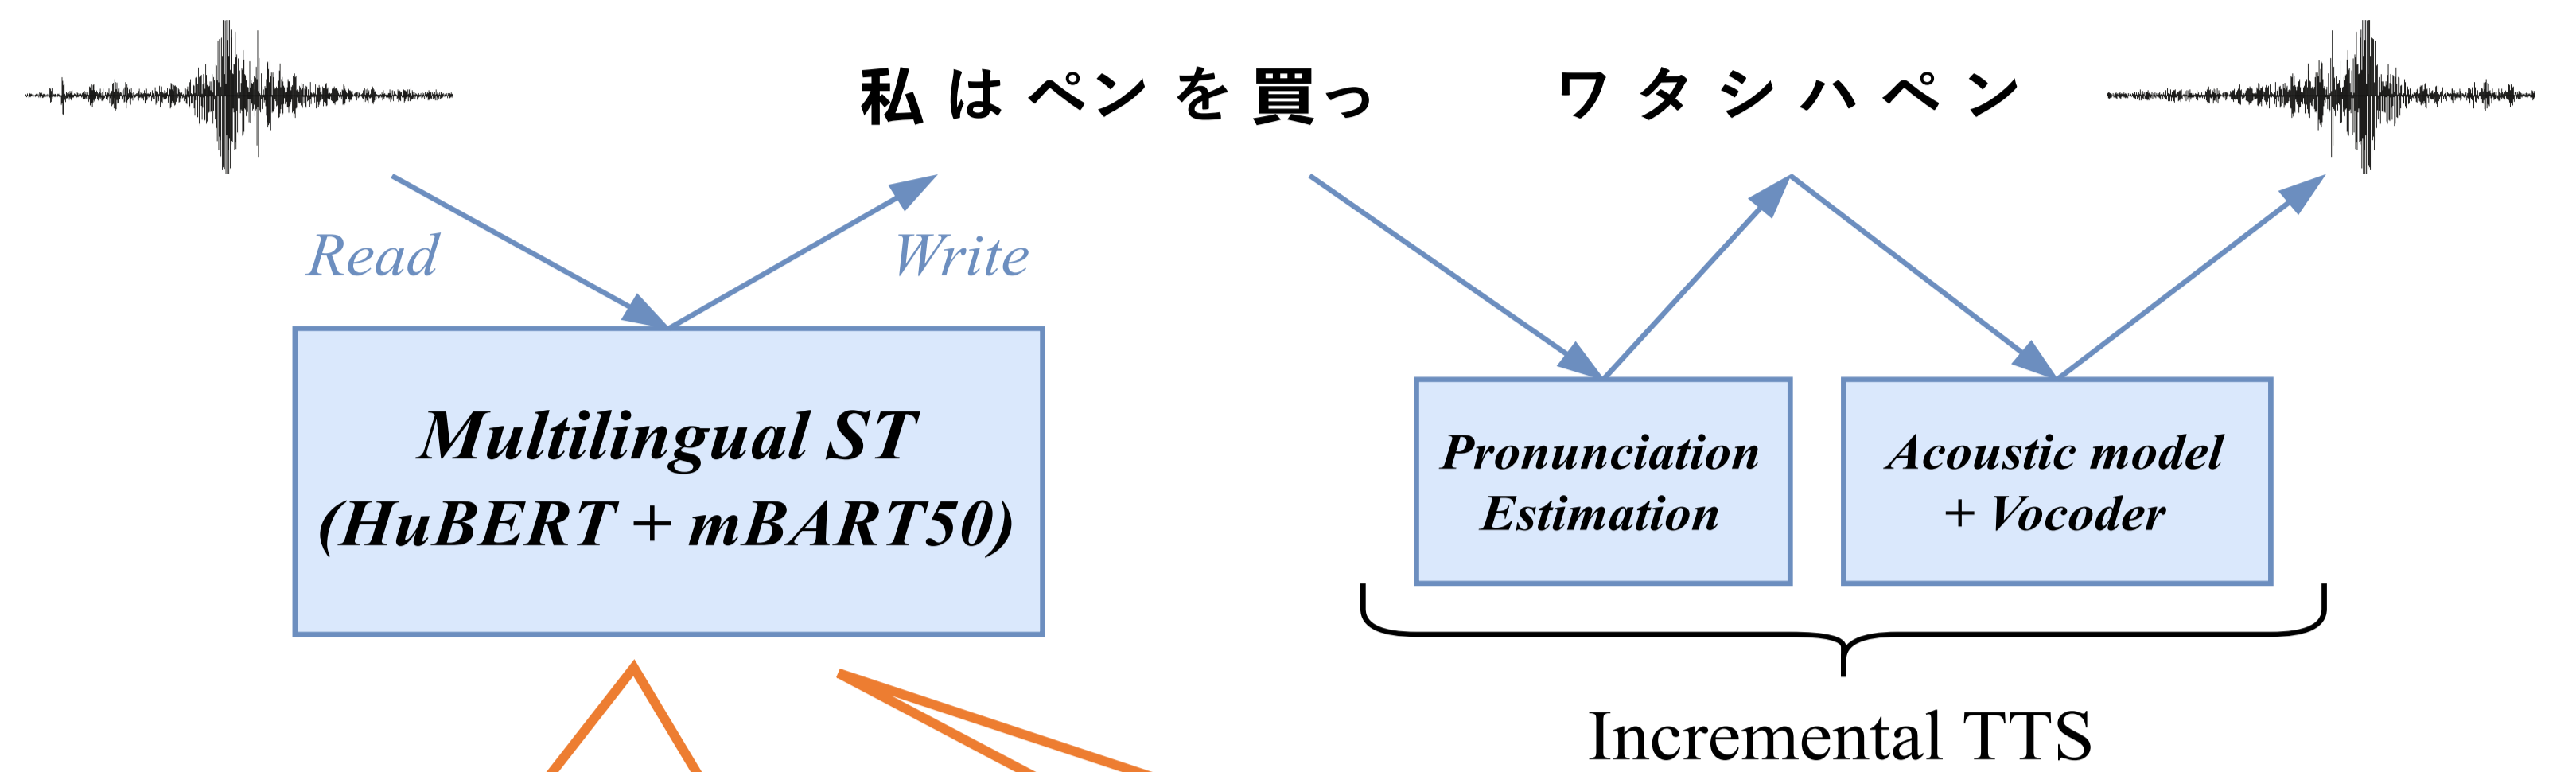 私 は ペン を 買っ
ワ タ シ ハ ペ ン
Read
Write
Multilingual ST
(HuBERT + mBART50)
Pronunciation
Estimation
Acoustic model
+ Vocoder
Incremental TTS